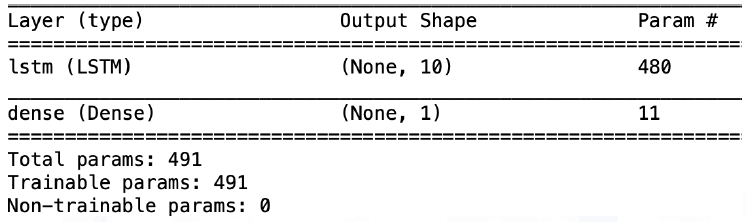 Layer (type) Output Shape Param #
=================================================================
lstm (LSTM) (None, 10) 480
dense (Dense) (None, 1) 11
=================================================================
Total params: 491
Trainable params: 491
Non-trainable params: 0